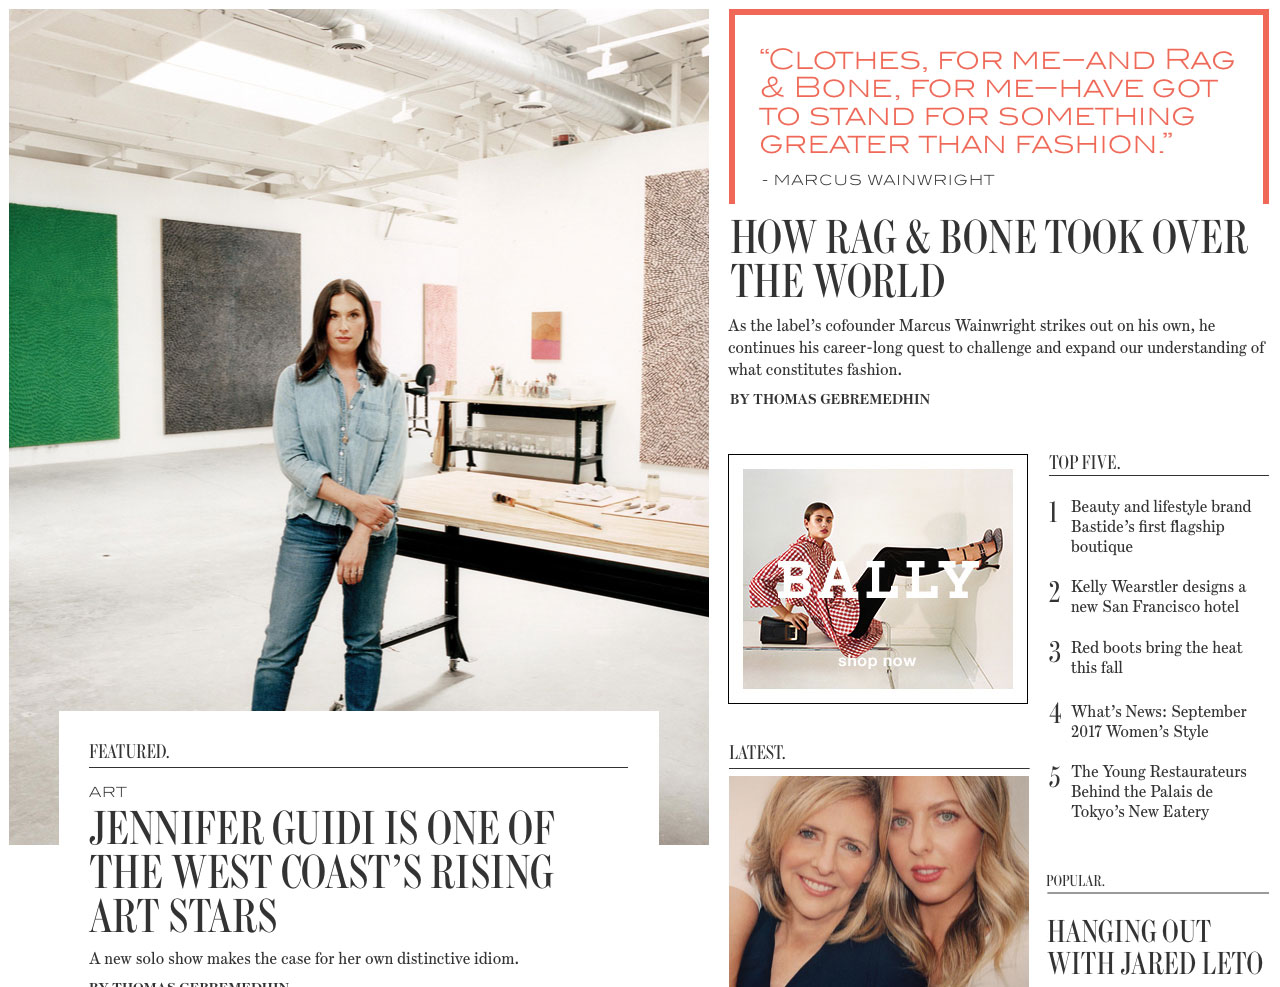 “CLOTHES, FOR ME—AND RAG
& BONE, FOR ME—HAVE GOT
TO STAND FOR SOMETHING
GREATER THAN FASHION.”
- MARCUS WAINWRIGHT
HOW RAG & BONE TOOK OVER
THE WORLD
As the label’s cofounder Marcus Wainwright strikes out on his own, he
continues his career-long quest to challenge and expand our understanding of
what constitutes fashion.
BY THOMAS GEBREMEDHIN
BALLY
shop now
TOP FIVE.
1 Beauty and lifestyle brand
Bastide’s first flagship
boutique
2 Kelly Wearstler designs a
new San Francisco hotel
3 Red boots bring the heat
this fall
4 What’s News: September
2017 Women’s Style
5 The Young Restaurateurs
Behind the Palais de
Tokyo’s New Eatery
FEATURED.
ART
JENNIFER GUIDI IS ONE OF
THE WEST COAST’S RISING
ART STARS
A new solo show makes the case for her own distinctive idiom.
BY THOMAS GEBREMEDHIN
LATEST.
POPULAR.
HANGING OUT
WITH JARED LETO